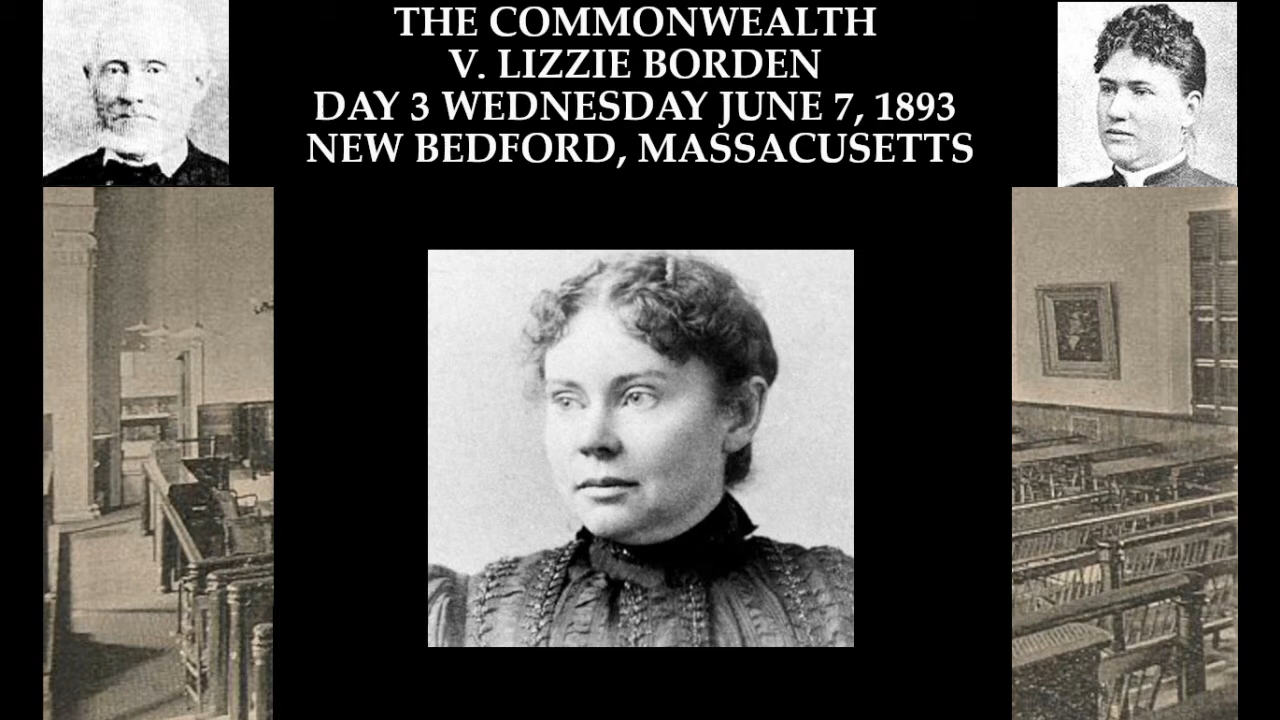 THE COMMONWEALTH
V. LIZZIE BORDEN
DAY 3 WEDNESDAY JUNE 7, 1893
NEW BEDFORD, MASSACUSETTS